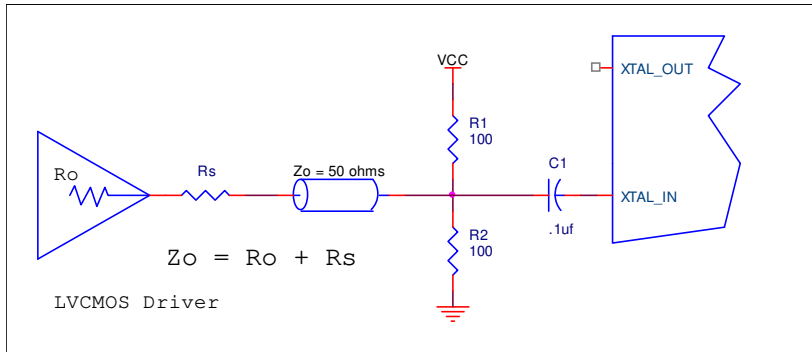 VCC
XTAL_OUT
R1
100
Ro
Rs
Zo = 50 ohms
C1
.1uf
XTAL_IN
R2
100
Zo = Ro + Rs
LVCMOS Driver